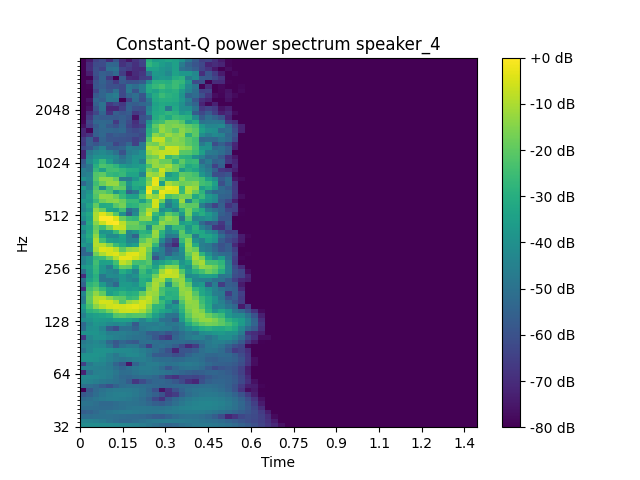 Constant-Q power spectrum speaker_4
+0 dB
-10 dB
-20 dB
-30 dB
-40 dB
-50 dB
-60 dB
-70 dB
-80 dB
Hz
2048
1024
512
256
128
64
32
0 0.15 0.3 0.45 0.6 0.75 0.9 1.1 1.2 1.4
Time